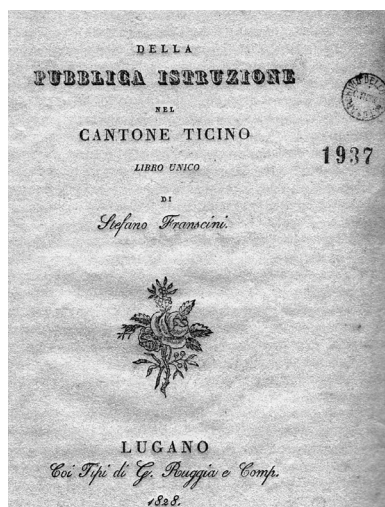 DELLA
PUBBLICA ISTRUZIONE
NEL
CANTONE TICINO
1937
LIBRO UNICO
DI
Stefano Franscini.
LUGANO
Coi Tipi di G. Ruggia e Comp.
1828.